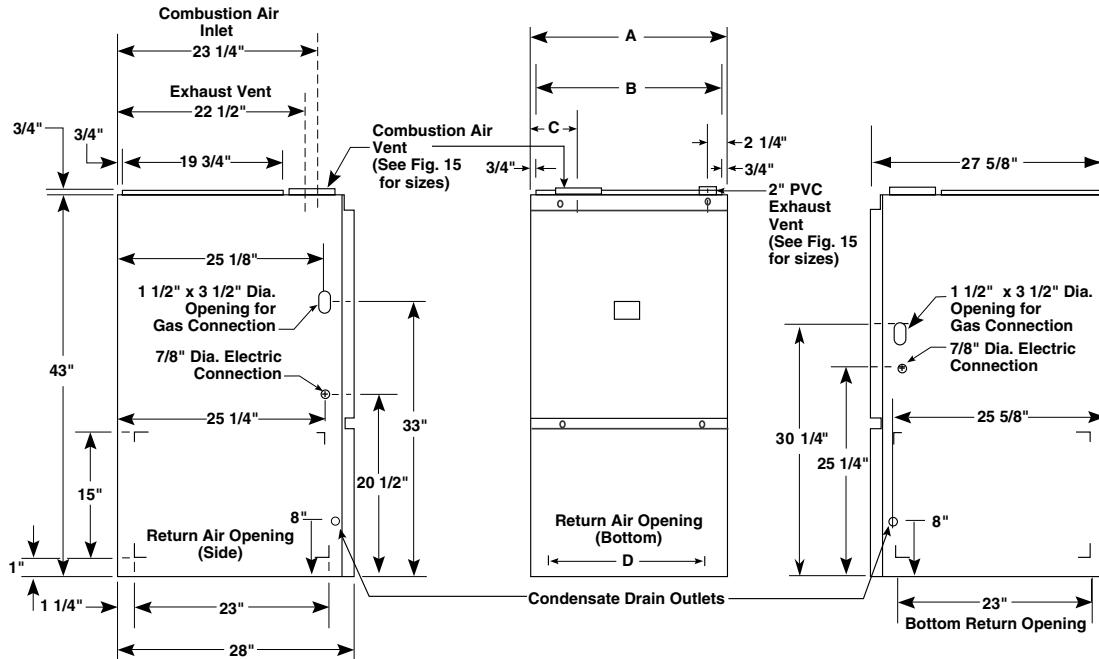 Combustion Air
Inlet
23 1/4"
Exhaust Vent
22 1/2"
3/4"
3/4"
19 3/4"
Combustion Air
Vent
(See Fig. 15
for sizes)
25 1/8"
1 1/2" x 3 1/2" Dia.
Opening for
Gas Connection
43"
7/8" Dia. Electric
Connection
25 1/4"
33"
20 1/2"
15"
8"
Return Air Opening
(Side)
1"
1 1/4"
23"
28"
A
B
C
2 1/4"
3/4"
3/4"
2" PVC
Exhaust
Vent
(See Fig. 15
for sizes)
Return Air Opening
(Bottom)
D
Condensate Drain Outlets
27 5/8"
1 1/2" x 3 1/2" Dia.
Opening for
Gas Connection
7/8" Dia. Electric
Connection
25 5/8"
30 1/4"
25 1/4"
8"
23"
Bottom Return Opening